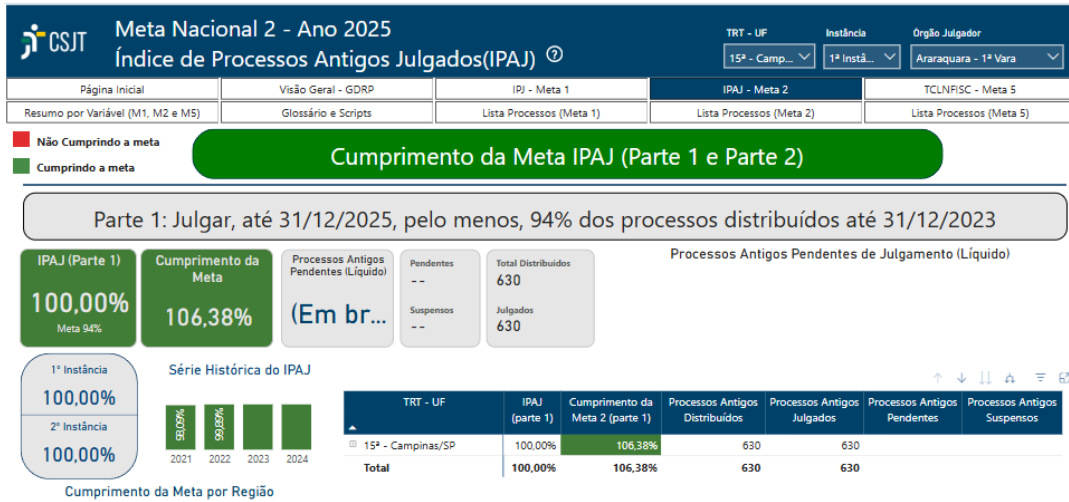 CSJT
Meta Nacional 2 - Ano 2025
Índice de Processos Antigos Julgados(IPAJ) ?
TRT - UF
Instância
Órgão Julgador
15ª - Camp...
1ª Instâ...
Araraquara - 1ª Vara
Página Inicial
Visão Geral - GDRP
IPJ - Meta 1
IPAJ - Meta 2
TCLNFISC - Meta 5
Resumo por Variável (M1, M2 e M5)
Glossário e Scripts
Lista Processos (Meta 1)
Lista Processos (Meta 2)
Lista Processos (Meta 5)
Não Cumprindo a meta
Cumprindo a meta
Cumprimento da Meta IPAJ (Parte 1 e Parte 2)
Parte 1: Julgar, até 31/12/2025, pelo menos, 94% dos processos distribuídos até 31/12/2023
IPAJ (Parte 1)
100,00%
Meta 94%
Cumprimento da
Meta
106,38%
Processos Antigos
Pendentes (Líquido)
(Em br...
Pendentes
--
Suspensos
--
Total Distribuídos
630
Julgados
630
Processos Antigos Pendentes de Julgamento (Líquido)
1ª Instância
100,00%
2ª Instância
100,00%
Série Histórica do IPAJ
98,09%
99,89%
2021
2022
2023
2024
TRT - UF
IPAJ
(parte 1)
Cumprimento da
Meta 2 (parte 1)
Processos Antigos
Distribuídos
Processos Antigos
Julgados
Processos Antigos
Pendentes
Processos Antigos
Suspensos
15ª - Campinas/SP
100,00%
106,38%
630
630
Total
100,00%
106,38%
630
630
Cumprimento da Meta por Região